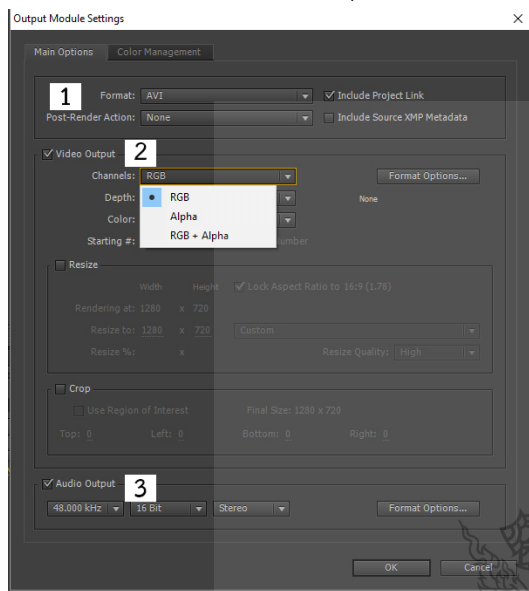 Output Module Settings
Main Options Color Management
1
Format: AVI Include Project Link
Post-Render Action: None Include Source XMP Metadata
Video Output 2
Channels: RGB Format Options...
Depth: RGB None
Color: Alpha
Starting #: RGB + Alpha umber
Resize
Width Height Lock Aspect Ratio to 16:9 (1.78)
Rendering at: 1280 x 720
Resize to: 1280 x 720 Custom
Resize %: x Resize Quality: High
Crop
Use Region of Interest Final Size: 1280 x 720
Top: 0 Left: 0 Bottom: 0 Right: 0
Audio Output 3
48.000 kHz 16 Bit Stereo Format Options...
OK Cancel